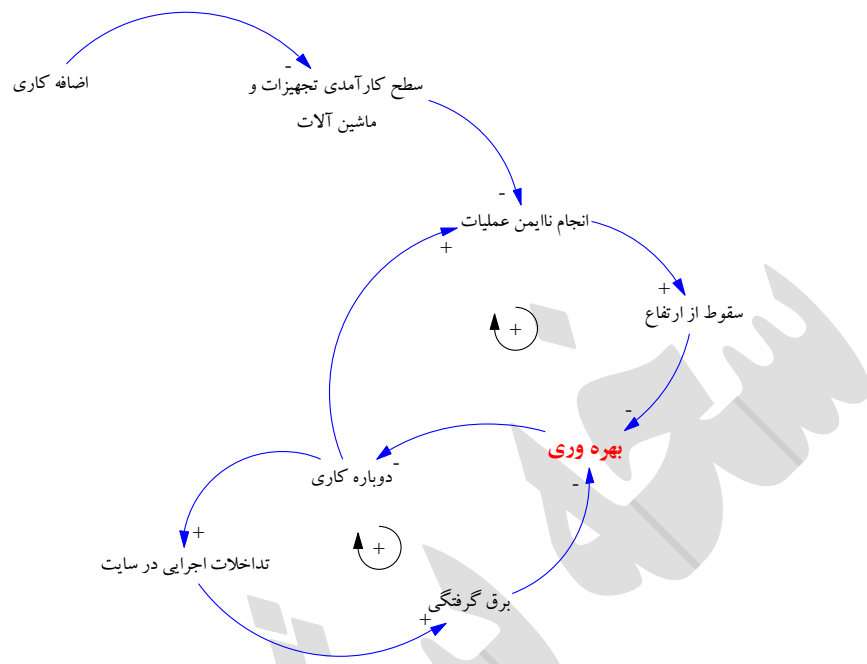 اضافه کاری
-
سطح کارآمدی تجهیزات و
ماشین آلات
-
انجام ناایمن عملیات
+
+
سقوط از ارتفاع
+
-
بهره وری
-
دوباره کاری
-
+
+
تداخلات اجرایی در سایت
برق گرفتگی
+